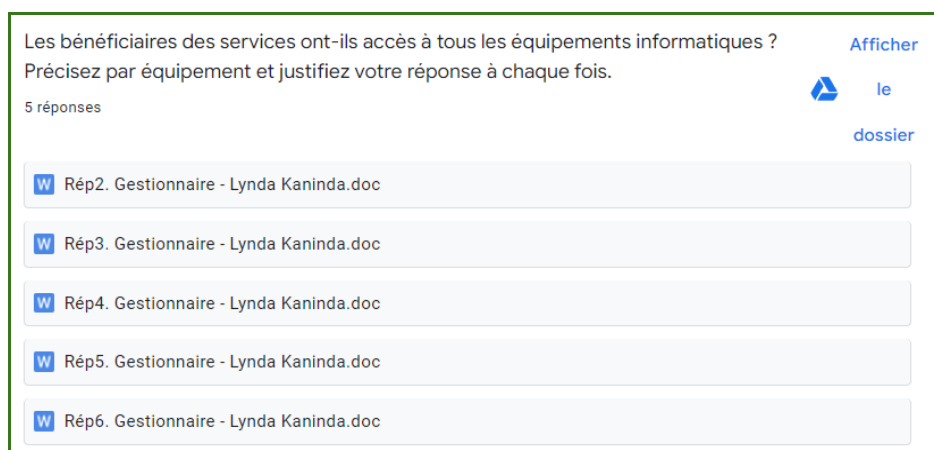 Les bénéficiaires des services ont-ils accès à tous les équipements informatiques ?
Précisez par équipement et justifiez votre réponse à chaque fois.
5 réponses
Afficher
le
dossier
W Rép2. Gestionnaire - Lynda Kaninda.doc
W Rép3. Gestionnaire - Lynda Kaninda.doc
W Rép4. Gestionnaire - Lynda Kaninda.doc
W Rép5. Gestionnaire - Lynda Kaninda.doc
W Rép6. Gestionnaire - Lynda Kaninda.doc